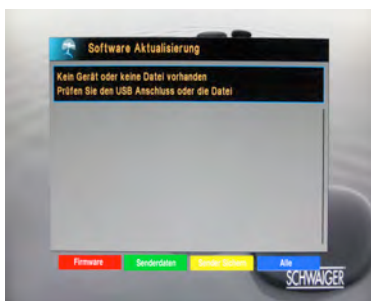 Software Aktualisierung
Kein Gerät oder keine Datei vorhanden
Prüfen Sie den USB Anschluss oder die Datei
Firmware
Senderdaten
Alle
SCHWAIGER